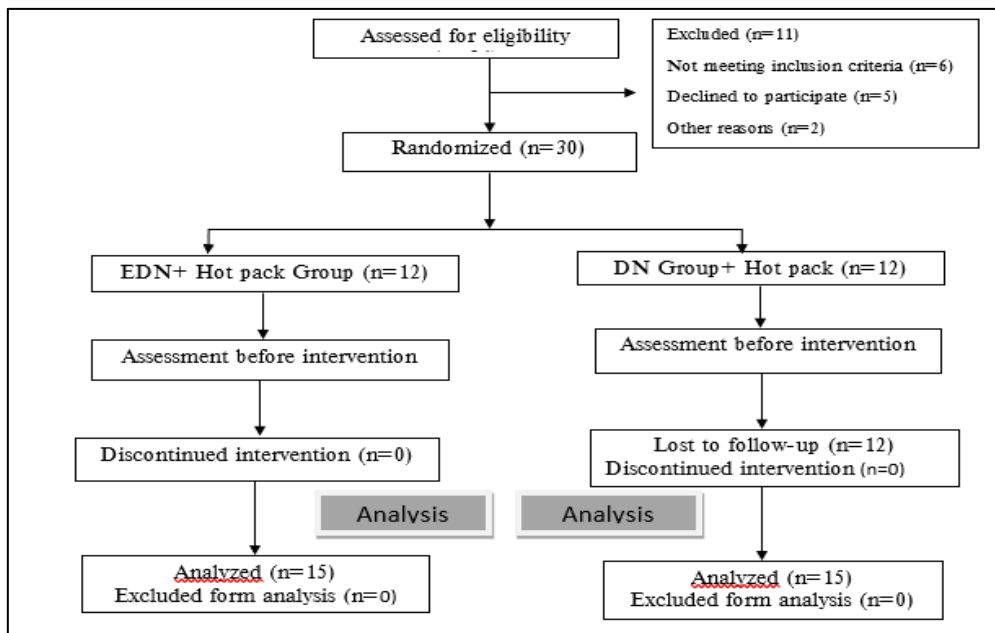 Assessed for eligibility
Excluded (n=11)
Not meeting inclusion criteria (n=6)
Declined to participate (n=5)
Other reasons (n=2)
Randomized (n=30)
EDN+ Hot pack Group (n=12)
DN Group+ Hot pack (n=12)
Assessment before intervention
Assessment before intervention
Discontinued intervention (n=0)
Lost to follow-up (n=12)
Discontinued intervention (n=0)
Analysis
Analysis
Analyzed (n=15)
Excluded form analysis (n=0)
Analyzed (n=15)
Excluded form analysis (n=0)